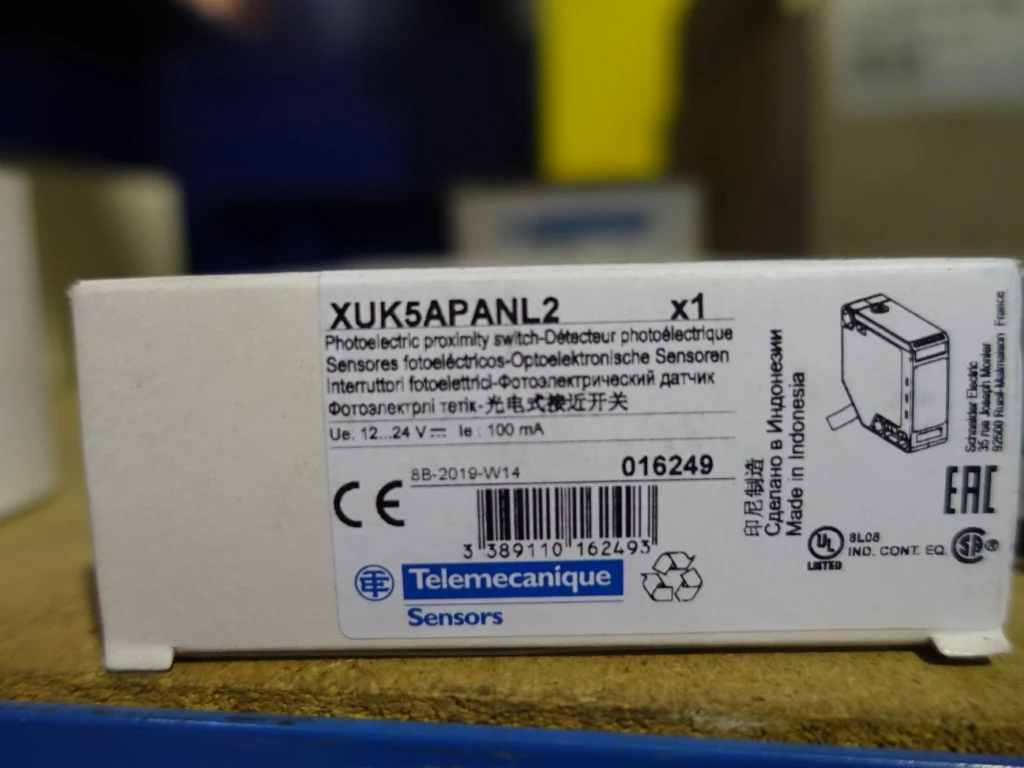 XUK5APANL2 x1
Photoelectric proximity switch-Détecteur photoélectrique
Sensores fotoeléctricos-Optoelektronische Sensoren
Interruttori fotoelettrici-Фотоэлектрический датчик
Фотоэлектрлі тетік-光电式接近开关
Ue: 12...24 V Ie : 100 mA
8B-2019-W14 016249
CE
3 389110 162493
Telemecanique
Sensors
印尼制造
Сделано в Индонезии
Made in Indonesia
Schneider Electric
35 rue Joseph Monier
92500 Rueil-Malmaison France
EAC
UL
LISTED
8L08
IND. CONT. EQ.